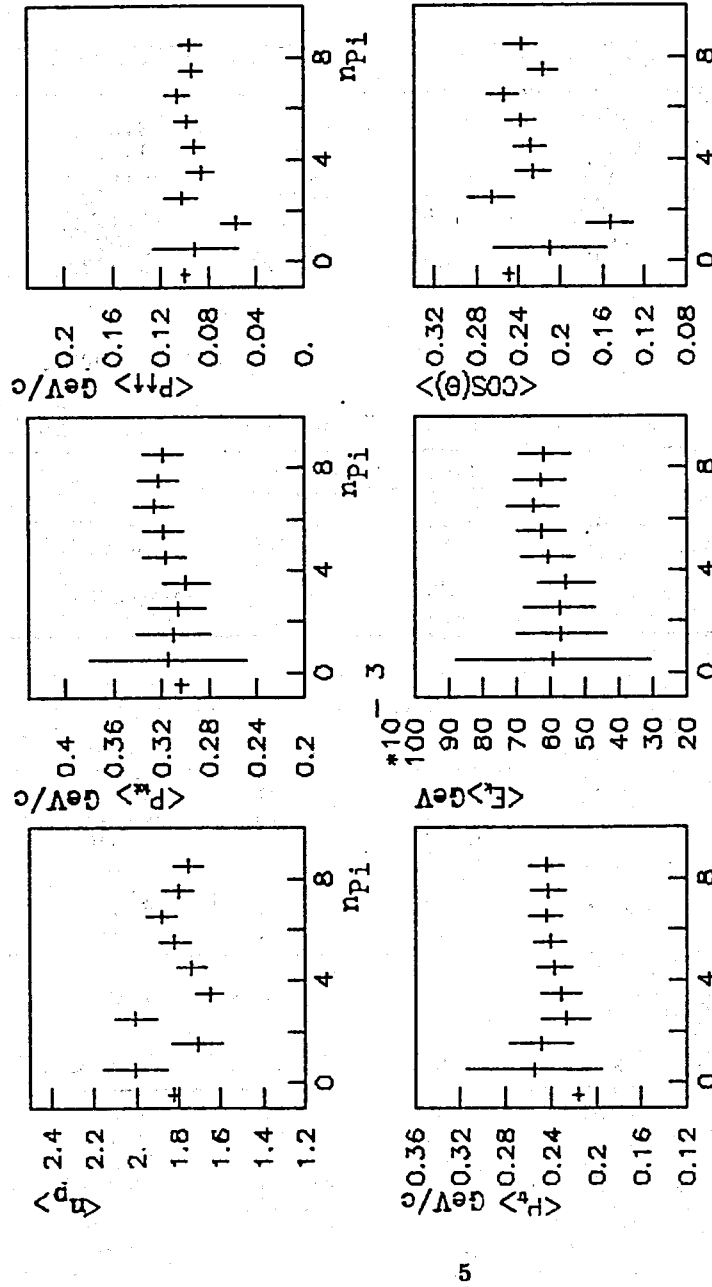 <n_p>
2.4
2.2
2.
1.8
1.6
1.4
1.2
0 4 8
n_Pi
GeV/c
0.4
0.36
0.32
0.28
0.24
0.2
0 4 8
n_Pi
<P_††> GeV/c
0.2
0.16
0.12
0.08
0.04
0.
0 4 8
n_Pi
<P_t> GeV/c
0.36
0.32
0.28
0.24
0.2
0.16
0.12
0 4 8
*10^-3
<E_k>GeV
100
90
80
70
60
50
40
30
20
0 4 8
<COS(Θ)>
0.32
0.28
0.24
0.2
0.16
0.12
0.08
0 4 8
5